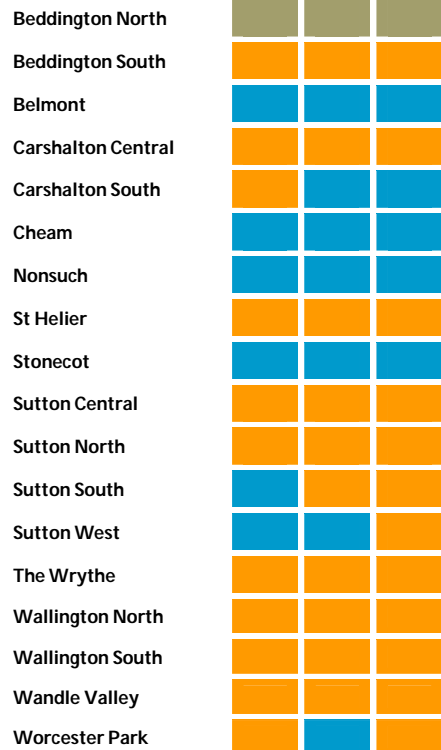 Beddington North
Beddington South
Belmont
Carshalton Central
Carshalton South
Cheam
Nonsuch
St Helier
Stonecot
Sutton Central
Sutton North
Sutton South
Sutton West
The Wrythe
Wallington North
Wallington South
Wandle Valley
Worcester Park